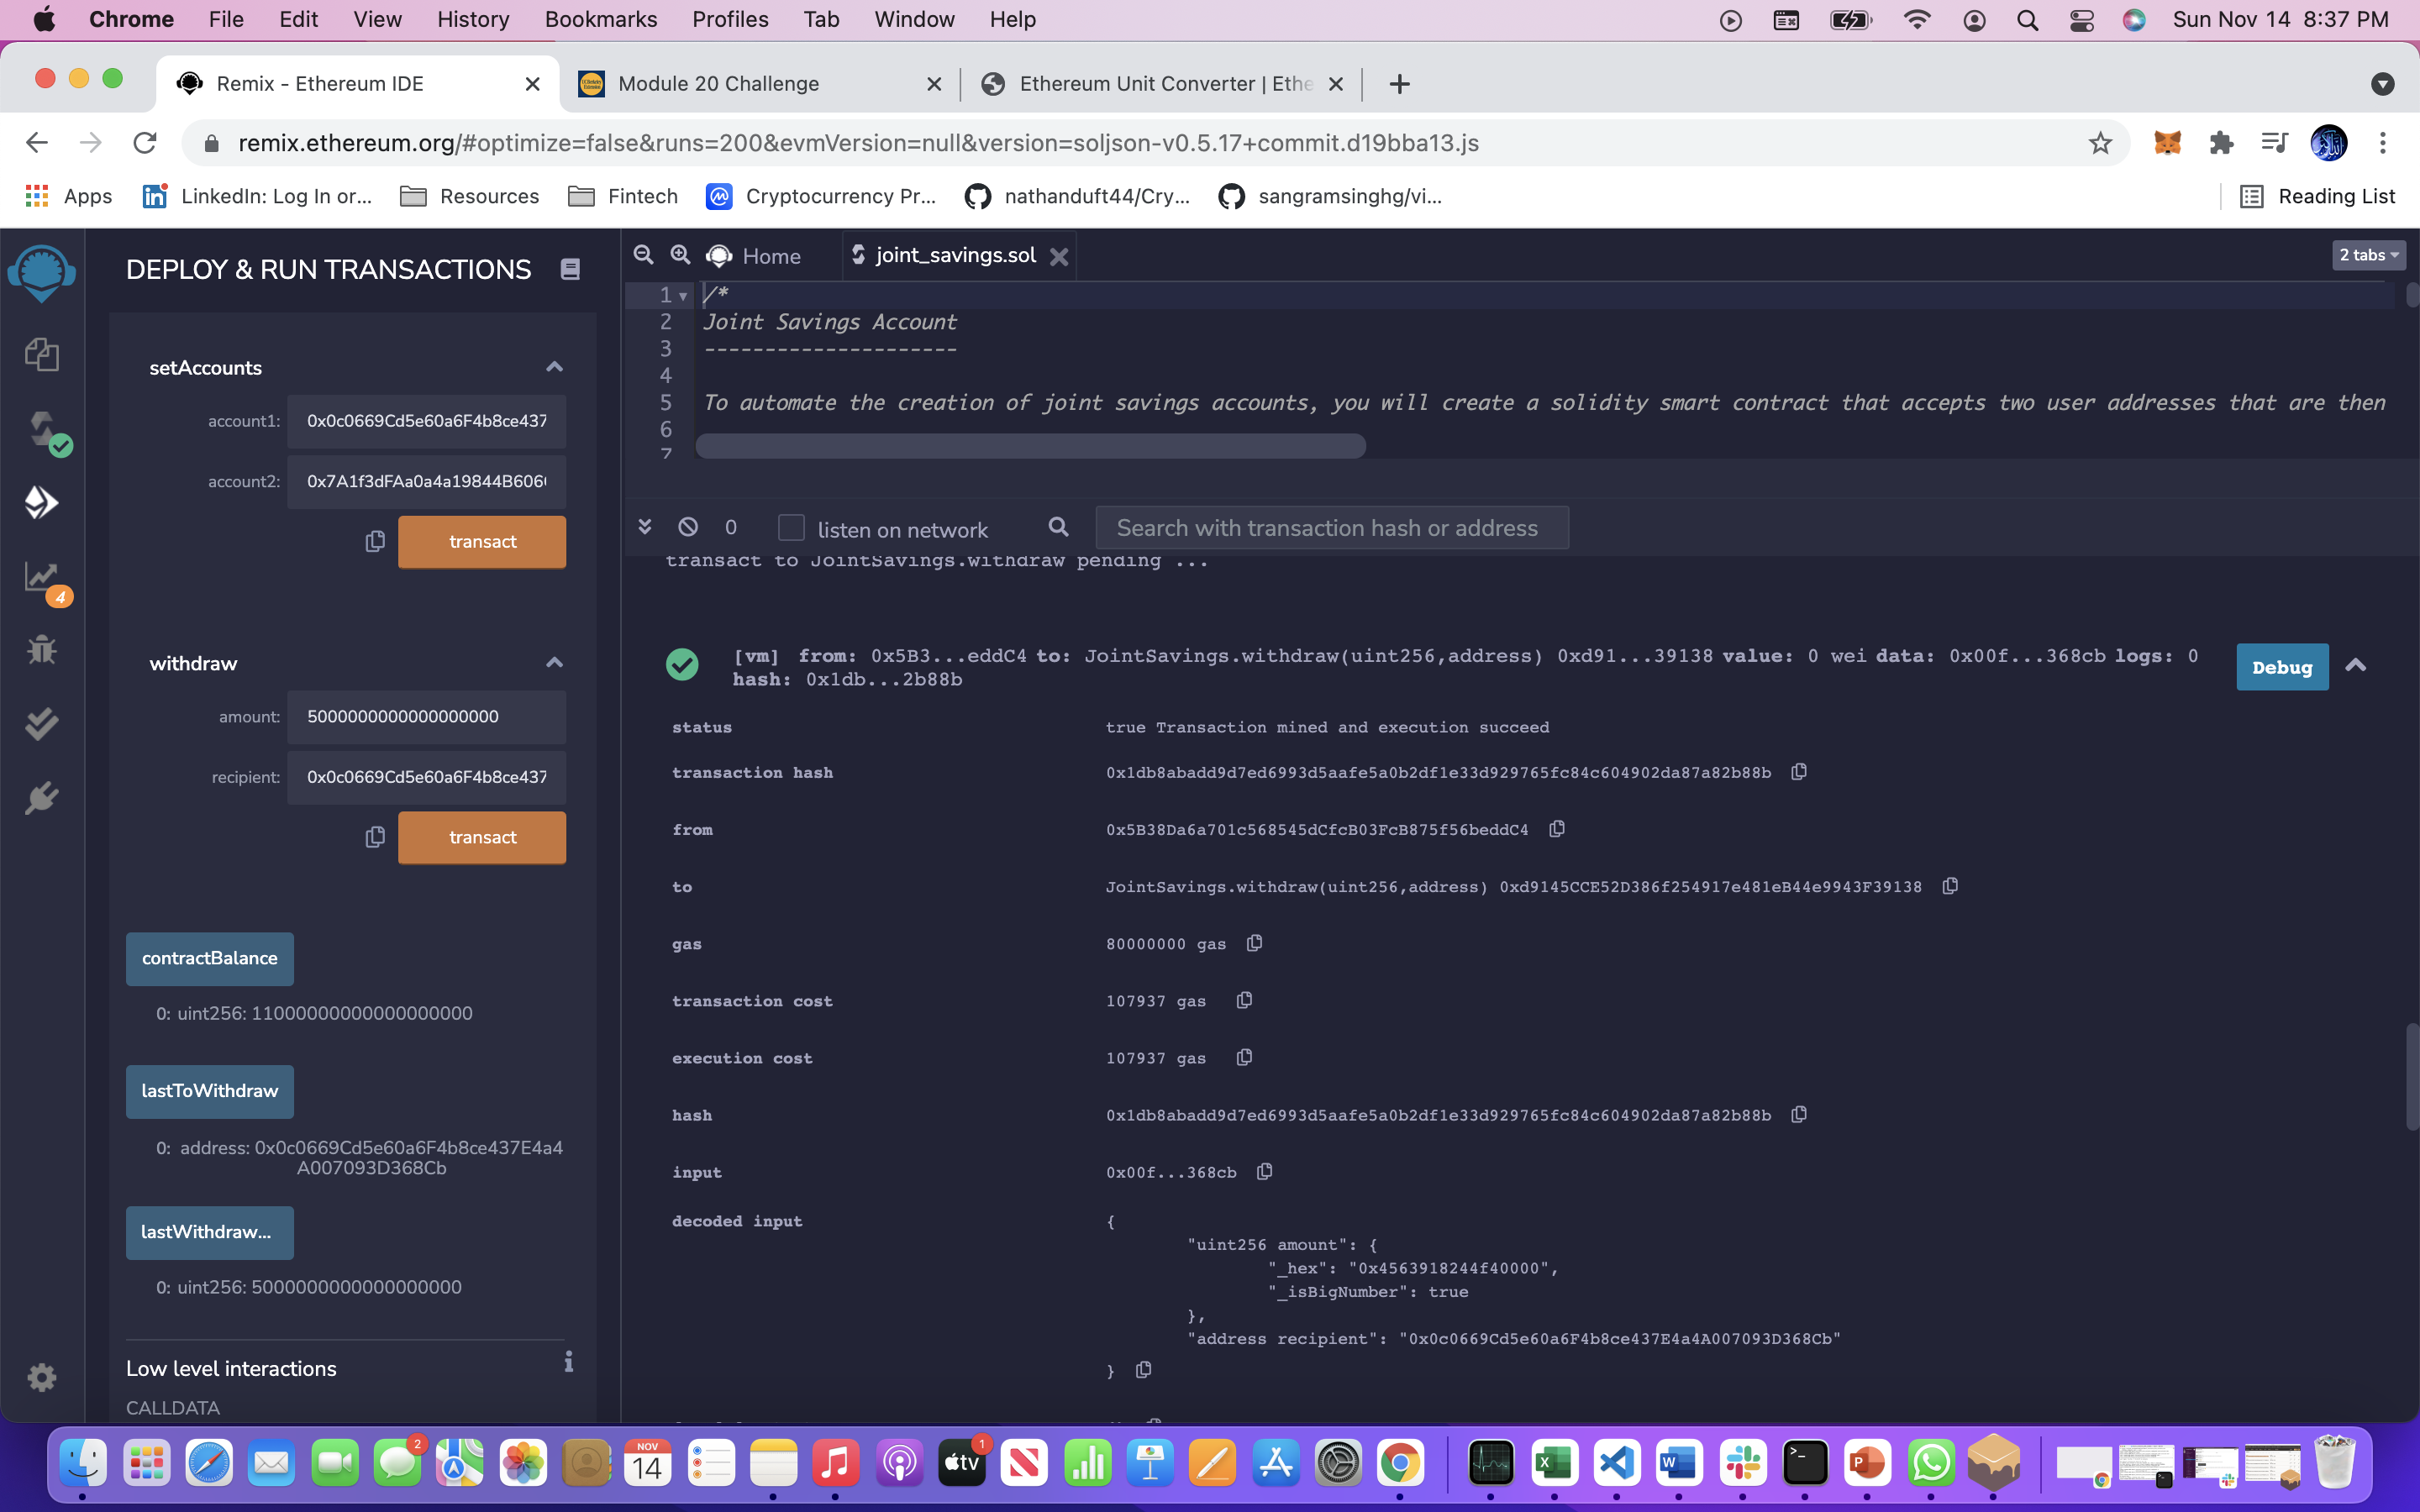 Chrome File Edit View History Bookmarks Profiles Tab Window Help Sun Nov 14 8:37 PM
Remix - Ethereum IDE Module 20 Challenge Ethereum Unit Converter | Ethe
remix.ethereum.org/#optimize=false&runs=200&evmVersion=null&version=soljson-v0.5.17+commit.d19bba13.js
Apps LinkedIn: Log In or... Resources Fintech Cryptocurrency Pr... nathanduft44/Cry... sangramsinghg/vi... Reading List
DEPLOY & RUN TRANSACTIONS
setAccounts
account1: 0x0c0669Cd5e60a6F4b8ce437
account2: 0x7A1f3dFAa0a4a19844B606
transact
4
withdraw
amount: 5000000000000000000
recipient: 0x0c0669Cd5e60a6F4b8ce437
transact
contractBalance
0: uint256: 11000000000000000000
lastToWithdraw
0: address: 0x0c0669Cd5e60a6F4b8ce437E4a4
A007093D368Cb
lastWithdraw...
0: uint256: 5000000000000000000
Low level interactions
CALLDATA
Home joint_savings.sol 2 tabs
1 /*
2 Joint Savings Account
3 ---------------------
4
5 To automate the creation of joint savings accounts, you will create a solidity smart contract that accepts two user addresses that are then
6
7
0 listen on network Search with transaction hash or address
transact to JointSavings.withdraw pending ...
[vm] from: 0x5B3...eddC4 to: JointSavings.withdraw(uint256,address) 0xd91...39138 value: 0 wei data: 0x00f...368cb logs: 0
hash: 0x1db...2b88b
Debug
status true Transaction mined and execution succeed
transaction hash 0x1db8abadd9d7ed6993d5aafe5a0b2df1e33d929765fc84c604902da87a82b88b
from 0x5B38Da6a701c568545dCfcB03FcB875f56beddC4
to JointSavings.withdraw(uint256,address) 0xd9145CCE52D386f254917e481eB44e9943F39138
gas 80000000 gas
transaction cost 107937 gas
execution cost 107937 gas
hash 0x1db8abadd9d7ed6993d5aafe5a0b2df1e33d929765fc84c604902da87a82b88b
input 0x00f...368cb
decoded input {
"uint256 amount": {
"_hex": "0x4563918244f40000",
"_isBigNumber": true
},
"address recipient": "0x0c0669Cd5e60a6F4b8ce437E4a4A007093D368Cb"
}
2 NOV 14 tv 1